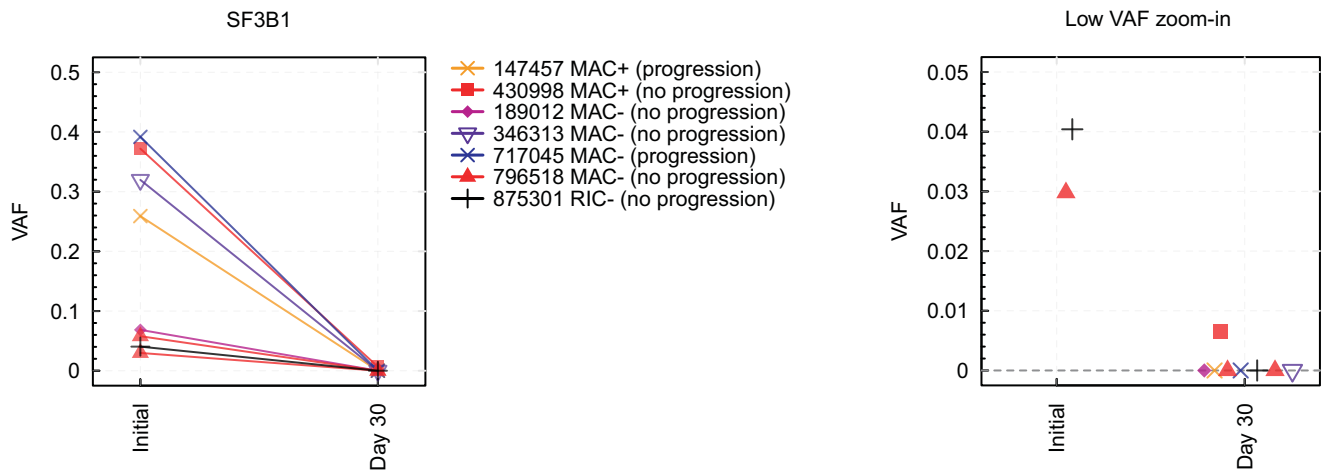 SF3B1
VAF
0.5
0.4
0.3
0.2
0.1
0
Initial
Day 30
147457 MAC+ (progression)
430998 MAC+ (no progression)
189012 MAC- (no progression)
346313 MAC- (no progression)
717045 MAC- (progression)
796518 MAC- (no progression)
875301 RIC- (no progression)
Low VAF zoom-in
VAF
0.05
0.04
0.03
0.02
0.01
0
Initial
Day 30